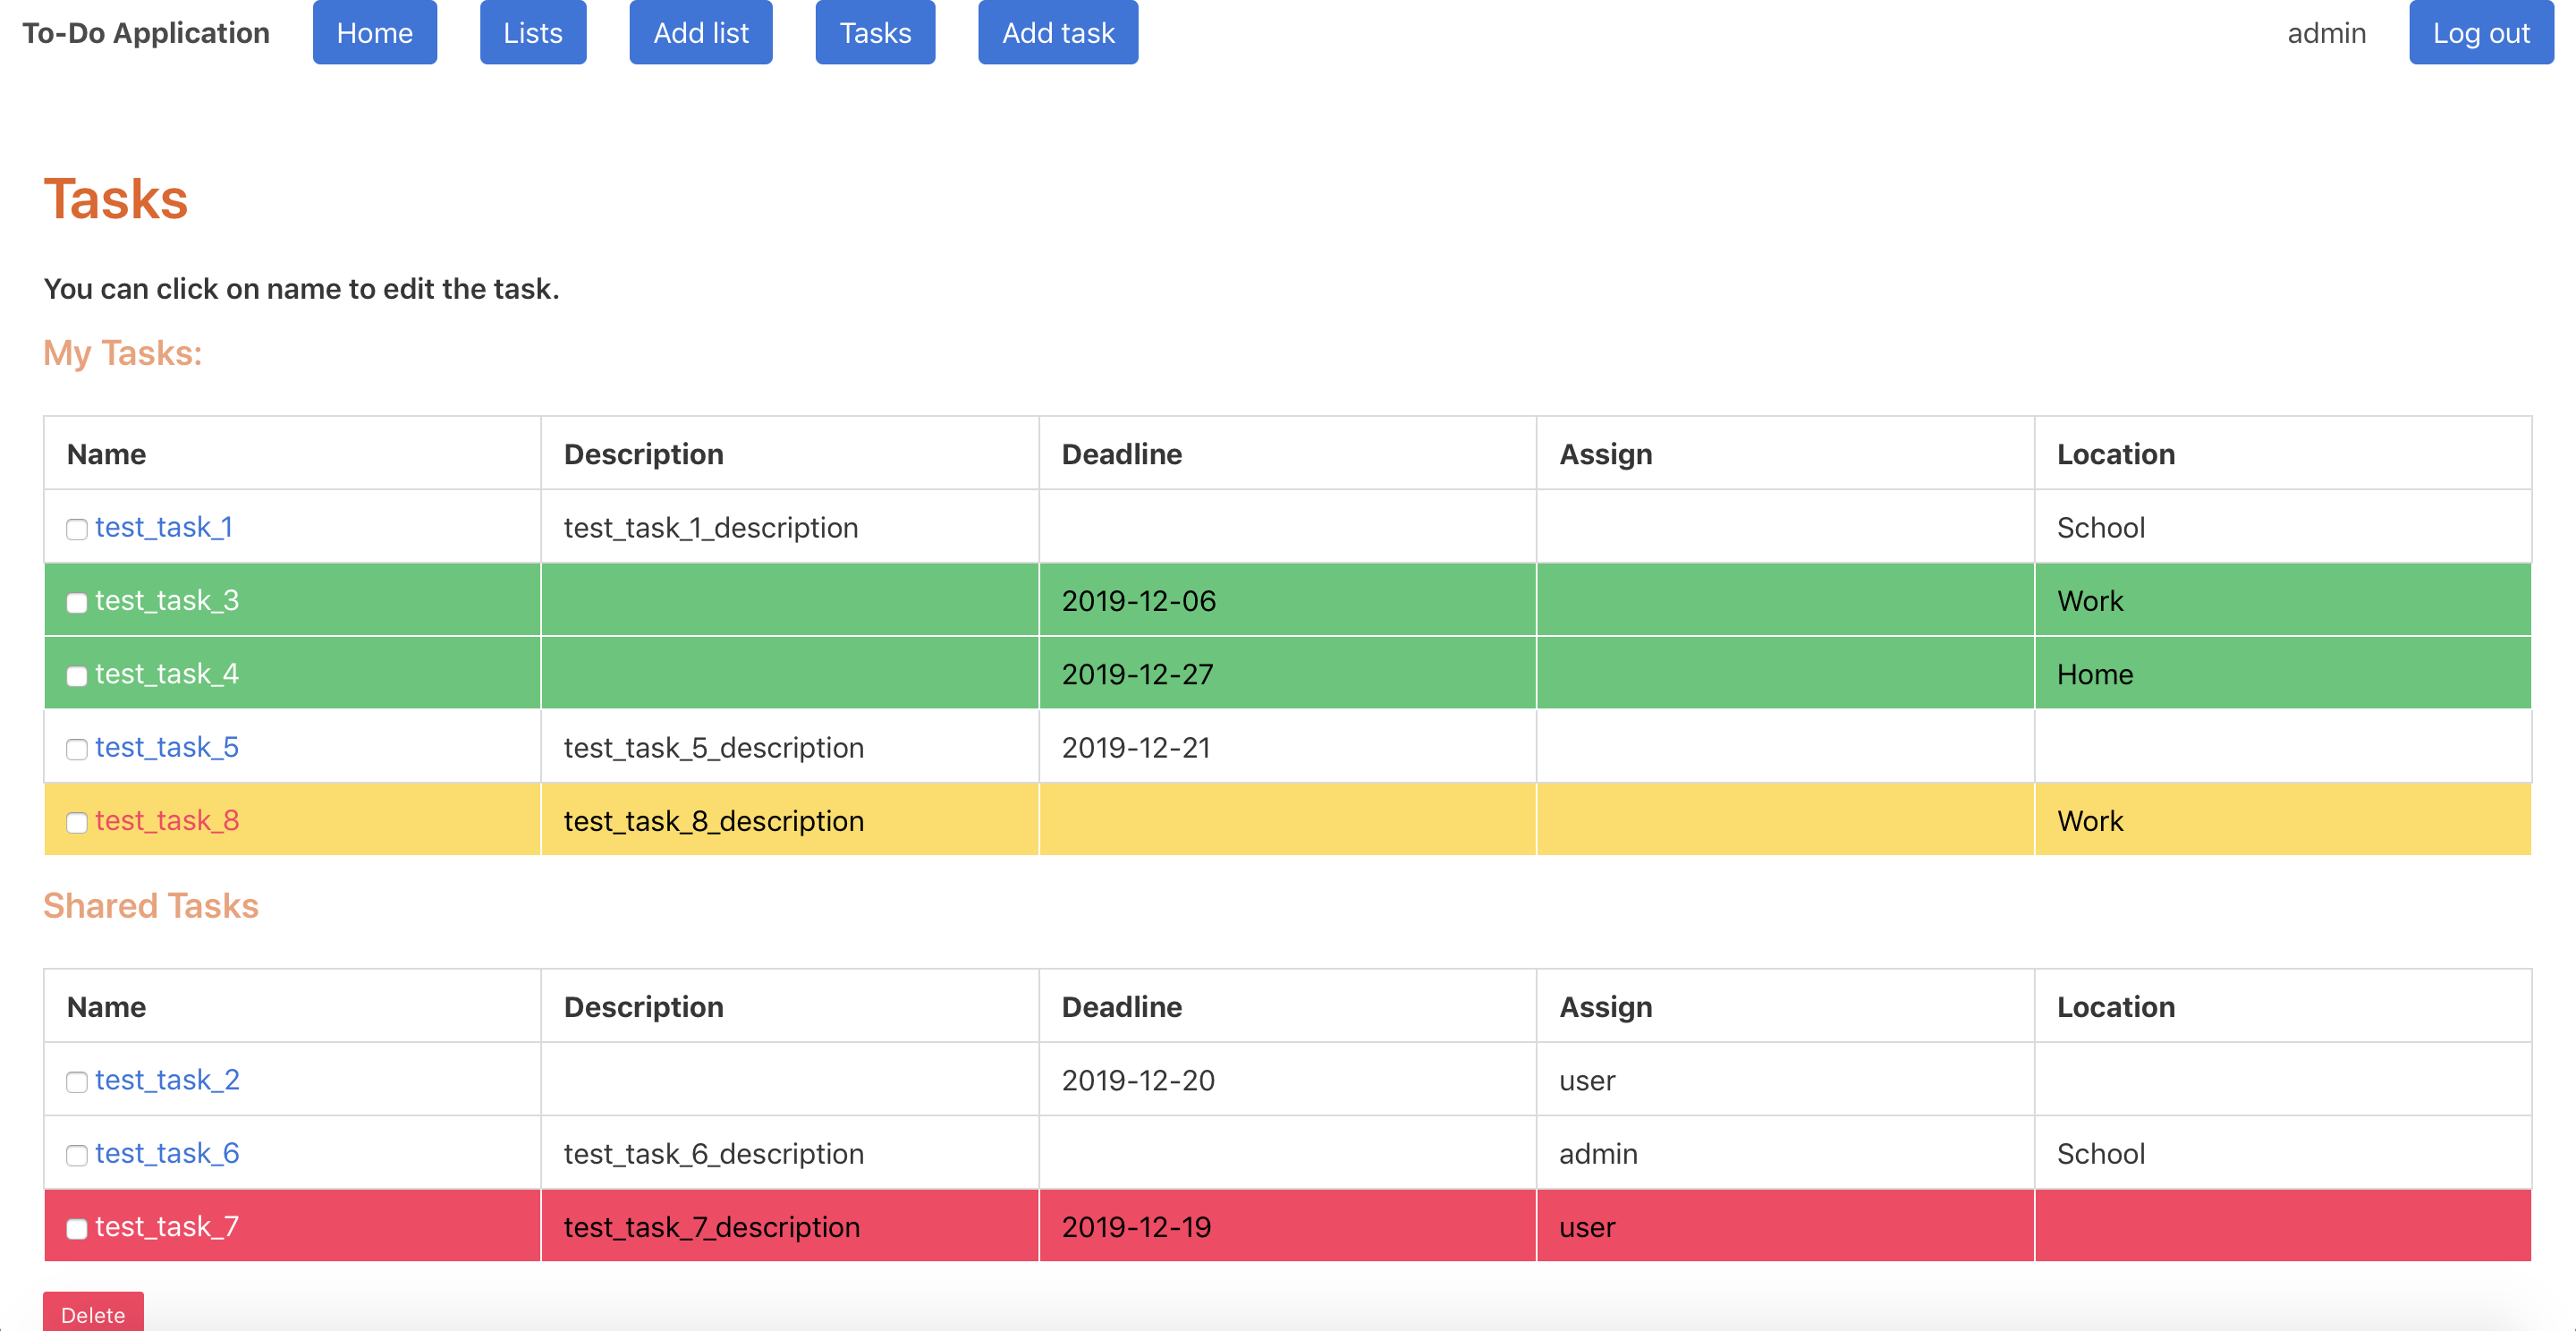 To-Do Application Home Lists Add list Tasks Add task admin Log out
Tasks
You can click on name to edit the task.
My Tasks:
Name Description Deadline Assign Location
test_task_1 test_task_1_description School
test_task_3 2019-12-06 Work
test_task_4 2019-12-27 Home
test_task_5 test_task_5_description 2019-12-21
test_task_8 test_task_8_description Work
Shared Tasks
Name Description Deadline Assign Location
test_task_2 2019-12-20 user
test_task_6 test_task_6_description admin School
test_task_7 test_task_7_description 2019-12-19 user
Delete